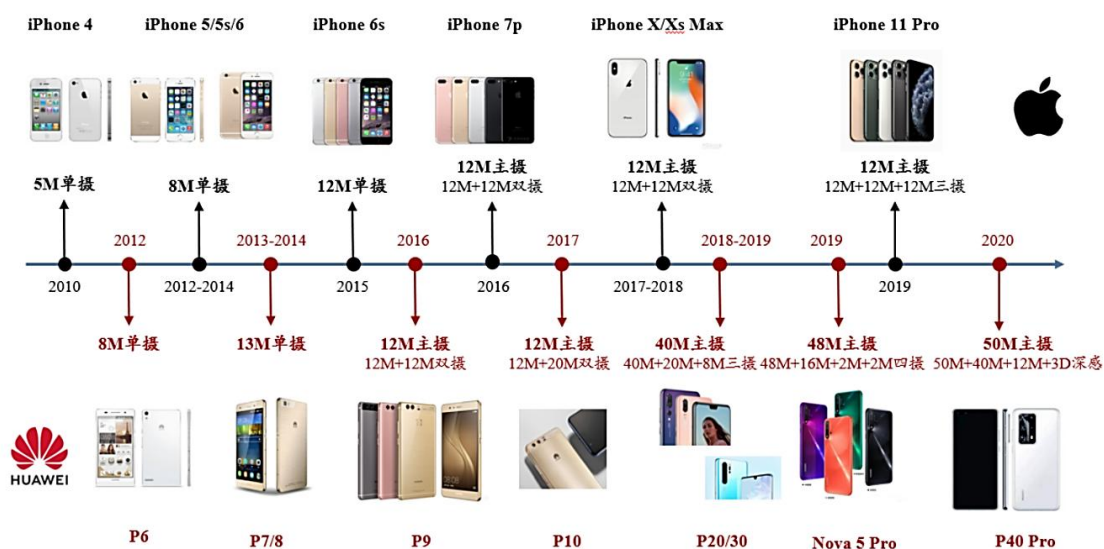 iPhone 4 iPhone 5/5s/6 iPhone 6s iPhone 7p iPhone X/Xs Max iPhone 11 Pro
5M单摄 8M单摄 12M单摄 12M主摄 12M主摄 12M主摄
12M+12M双摄 12M+12M双摄 12M+12M+12M三摄
2012 2013-2014 2016 2017 2018-2019 2019 2020
2010 2012-2014 2015 2016 2017-2018 2019
8M单摄 13M单摄 12M主摄 12M主摄 40M主摄 48M主摄 50M主摄
12M+12M双摄 12M+20M双摄 40M+20M+8M三摄 48M+16M+2M+2M四摄 50M+40M+12M+3D深感
HUAWEI
P6 P7/8 P9 P10 P20/30 Nova 5 Pro P40 Pro